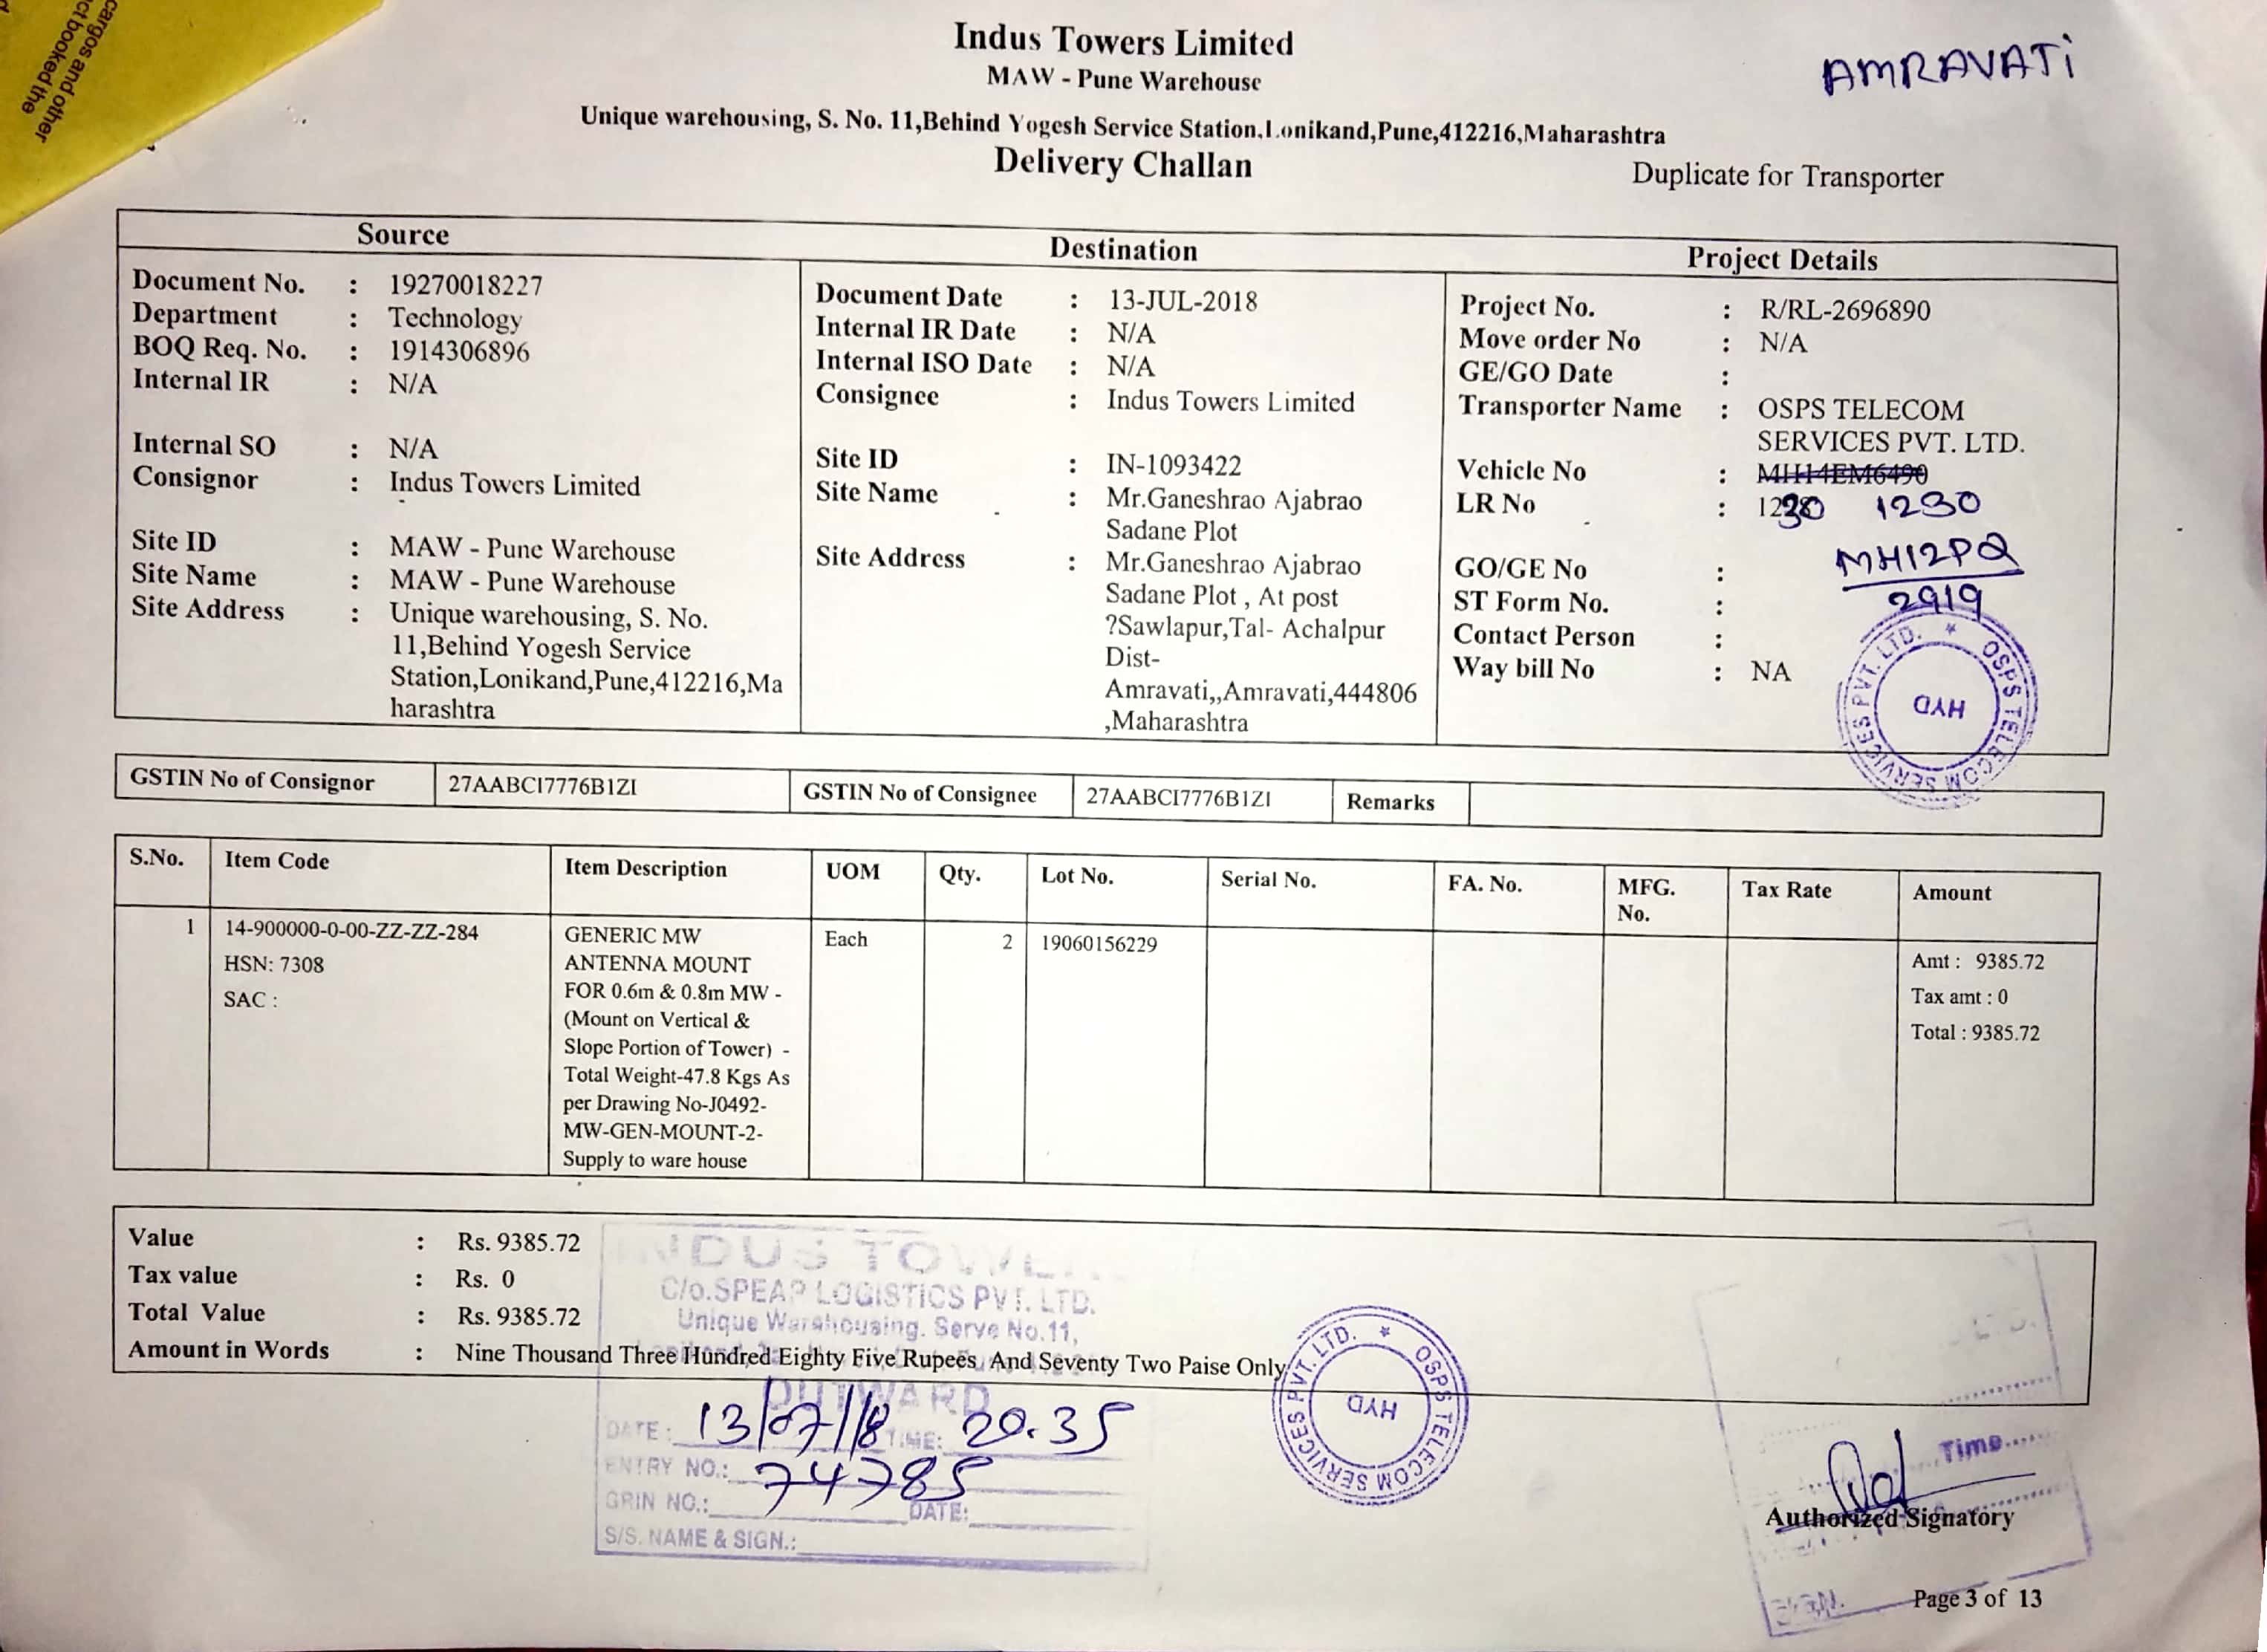 cargos and other
ct booked the
Indus Towers Limited
MAW - Pune Warehouse
AMRAVATi
Unique warehousing, S. No. 11,Behind Yogesh Service Station,Lonikand,Pune,412216,Maharashtra
Delivery Challan
Duplicate for Transporter
Source
Document No. : 19270018227
Department : Technology
BOQ Req. No. : 1914306896
Internal IR : N/A
Internal SO : N/A
Consignor : Indus Towers Limited
Site ID : MAW - Pune Warehouse
Site Name : MAW - Pune Warehouse
Site Address : Unique warehousing, S. No.
11,Behind Yogesh Service
Station,Lonikand,Pune,412216,Ma
harashtra
Destination
Document Date : 13-JUL-2018
Internal IR Date : N/A
Internal ISO Date : N/A
Consignee : Indus Towers Limited
Site ID : IN-1093422
Site Name : Mr.Ganeshrao Ajabrao
Sadane Plot
Site Address : Mr.Ganeshrao Ajabrao
Sadane Plot , At post
?Sawlapur,Tal- Achalpur
Dist-
Amravati,,Amravati,444806
,Maharashtra
Project Details
Project No. : R/RL-2696890
Move order No : N/A
GE/GO Date :
Transporter Name : OSPS TELECOM
SERVICES PVT. LTD.
Vehicle No : MH14EM6490
LR No : 1230 1230
MH12PQ
2919
GO/GE No :
ST Form No. :
Contact Person :
Way bill No : NA
OSPS TELECOM SERVICES PVT. LTD. *
HYD
GSTIN No of Consignor 27AABCI7776B1ZI GSTIN No of Consignee 27AABCI7776B1ZI Remarks
S.No. Item Code Item Description UOM Qty. Lot No. Serial No. FA. No. MFG. No. Tax Rate Amount
1 14-900000-0-00-ZZ-ZZ-284
HSN: 7308
SAC :
GENERIC MW
ANTENNA MOUNT
FOR 0.6m & 0.8m MW -
(Mount on Vertical &
Slope Portion of Tower) -
Total Weight-47.8 Kgs As
per Drawing No-J0492-
MW-GEN-MOUNT-2-
Supply to ware house
Each 2 19060156229
Amt : 9385.72
Tax amt : 0
Total : 9385.72
Value : Rs. 9385.72
Tax value : Rs. 0
Total Value : Rs. 9385.72
Amount in Words : Nine Thousand Three Hundred Eighty Five Rupees And Seventy Two Paise Only
INDUS TOWE
C/o.SPEAR LOGISTICS PVT. LTD.
Unique Warehousing. Serve No.11,
OUTWARD
DATE : 13/07/18 TIME: 20.35
ENTRY NO.: 74785
GRIN NO.: DATE:
S/S. NAME & SIGN.:
OSPS TELECOM SERVICES PVT. LTD. *
HYD
LTD.
Time
Authorized Signatory
SIGN.
Page 3 of 13